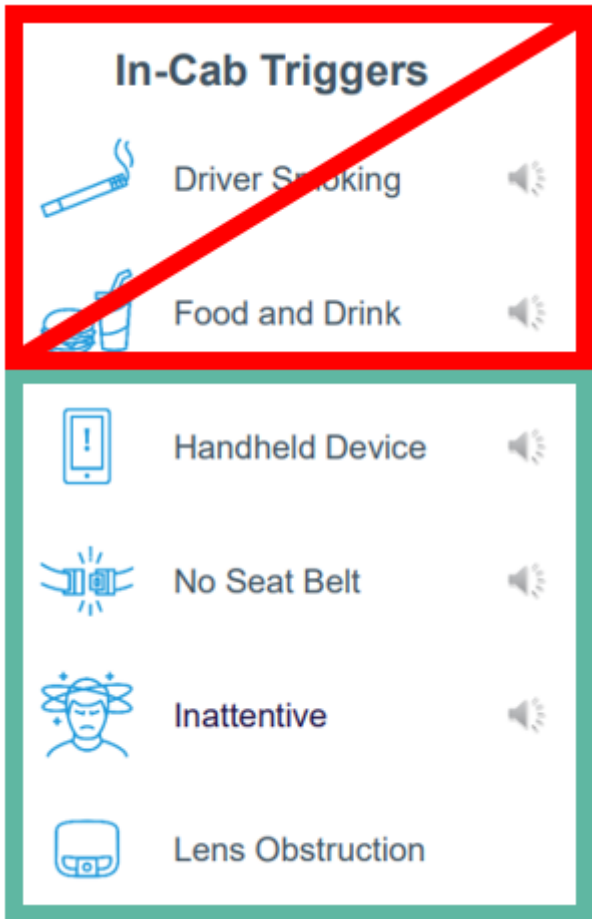 In-Cab Triggers
Driver Smoking
Food and Drink
!
Handheld Device
No Seat Belt
Inattentive
Lens Obstruction